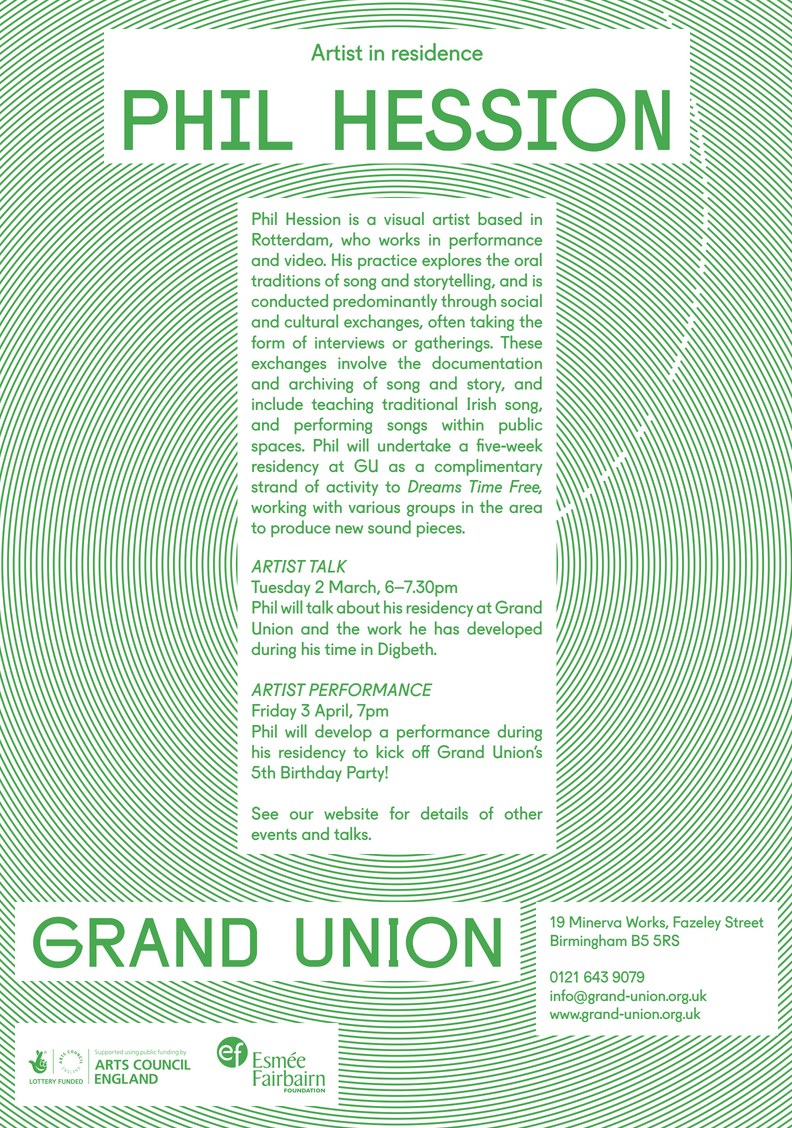 Artist in residence
PHIL HESSION
Phil Hession is a visual artist based in
Rotterdam, who works in performance
and video. His practice explores the oral
traditions of song and storytelling, and is
conducted predominantly through social
and cultural exchanges, often taking the
form of interviews or gatherings. These
exchanges involve the documentation
and archiving of song and story, and
include teaching traditional Irish song,
and performing songs within public
spaces. Phil will undertake a five-week
residency at GU as a complimentary
strand of activity to Dreams Time Free,
working with various groups in the area
to produce new sound pieces.
ARTIST TALK
Tuesday 2 March, 6–7.30pm
Phil will talk about his residency at Grand
Union and the work he has developed
during his time in Digbeth.
ARTIST PERFORMANCE
Friday 3 April, 7pm
Phil will develop a performance during
his residency to kick off Grand Union's
5th Birthday Party!
See our website for details of other
events and talks.
GRAND UNION
19 Minerva Works, Fazeley Street
Birmingham B5 5RS
0121 643 9079
info@grand-union.org.uk
www.grand-union.org.uk
LOTTERY FUNDED
ARTS COUNCIL
ENGLAND
Supported using public funding by
ARTS COUNCIL
ENGLAND
ef
Esmée
Fairbairn
FOUNDATION